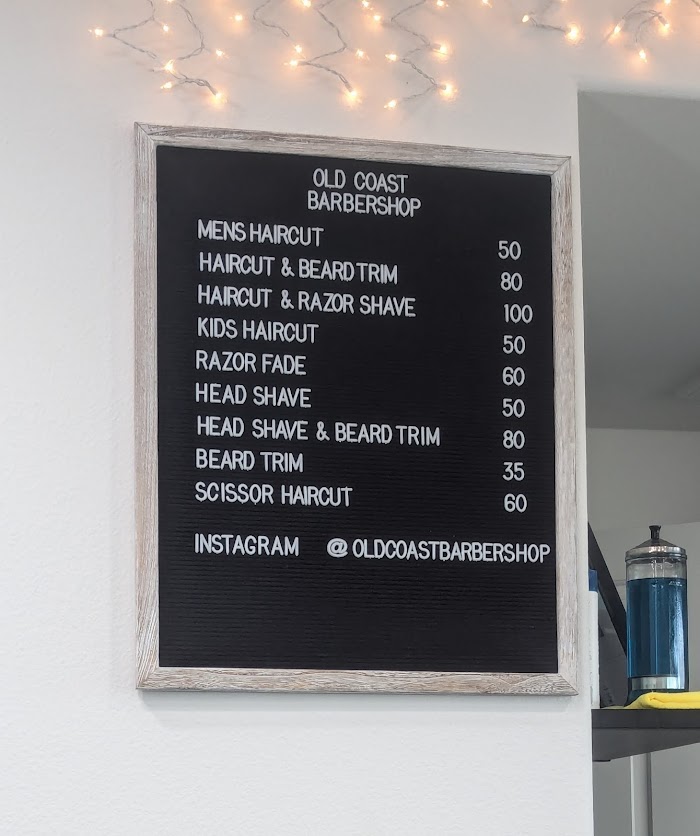 OLD COAST
BARBERSHOP
MENS HAIRCUT 50
HAIRCUT & BEARD TRIM 80
HAIRCUT & RAZOR SHAVE 100
KIDS HAIRCUT 50
RAZOR FADE 60
HEAD SHAVE 50
HEAD SHAVE & BEARD TRIM 80
BEARD TRIM 35
SCISSOR HAIRCUT 60
INSTAGRAM @OLDCOASTBARBERSHOP